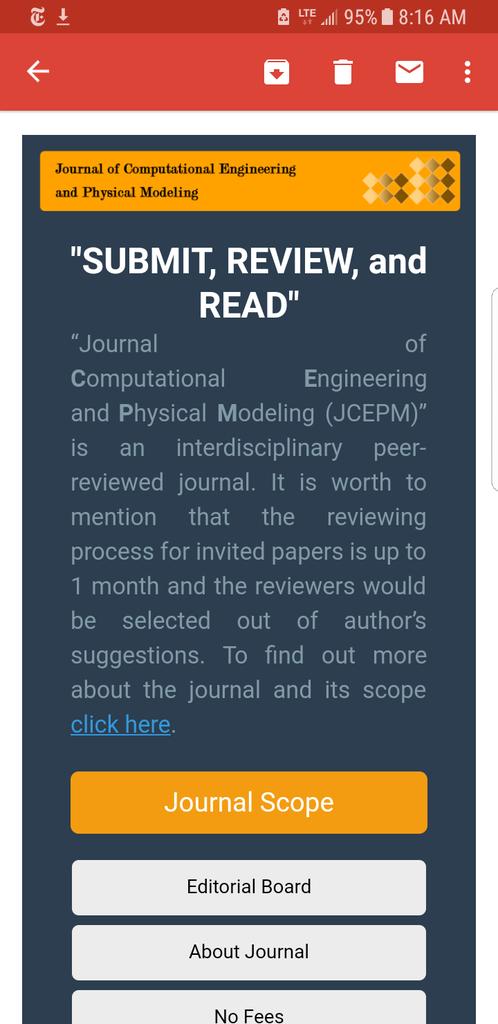 LTE 95% 8:16 AM
Journal of Computational Engineering
and Physical Modeling
"SUBMIT, REVIEW, and
READ"
“Journal of
Computational Engineering
and Physical Modeling (JCEPM)”
is an interdisciplinary peer-
reviewed journal. It is worth to
mention that the reviewing
process for invited papers is up to
1 month and the reviewers would
be selected out of author’s
suggestions. To find out more
about the journal and its scope
click here.
Journal Scope
Editorial Board
About Journal
No Fees